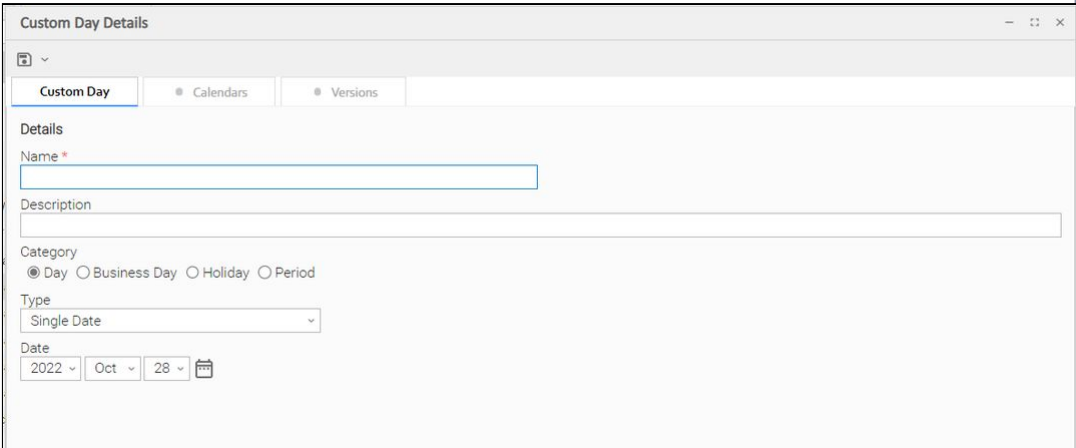 Custom Day Details
Custom Day Calendars Versions
Details
Name *
Description
Category
Day Business Day Holiday Period
Type
Single Date
Date
2022 Oct 28